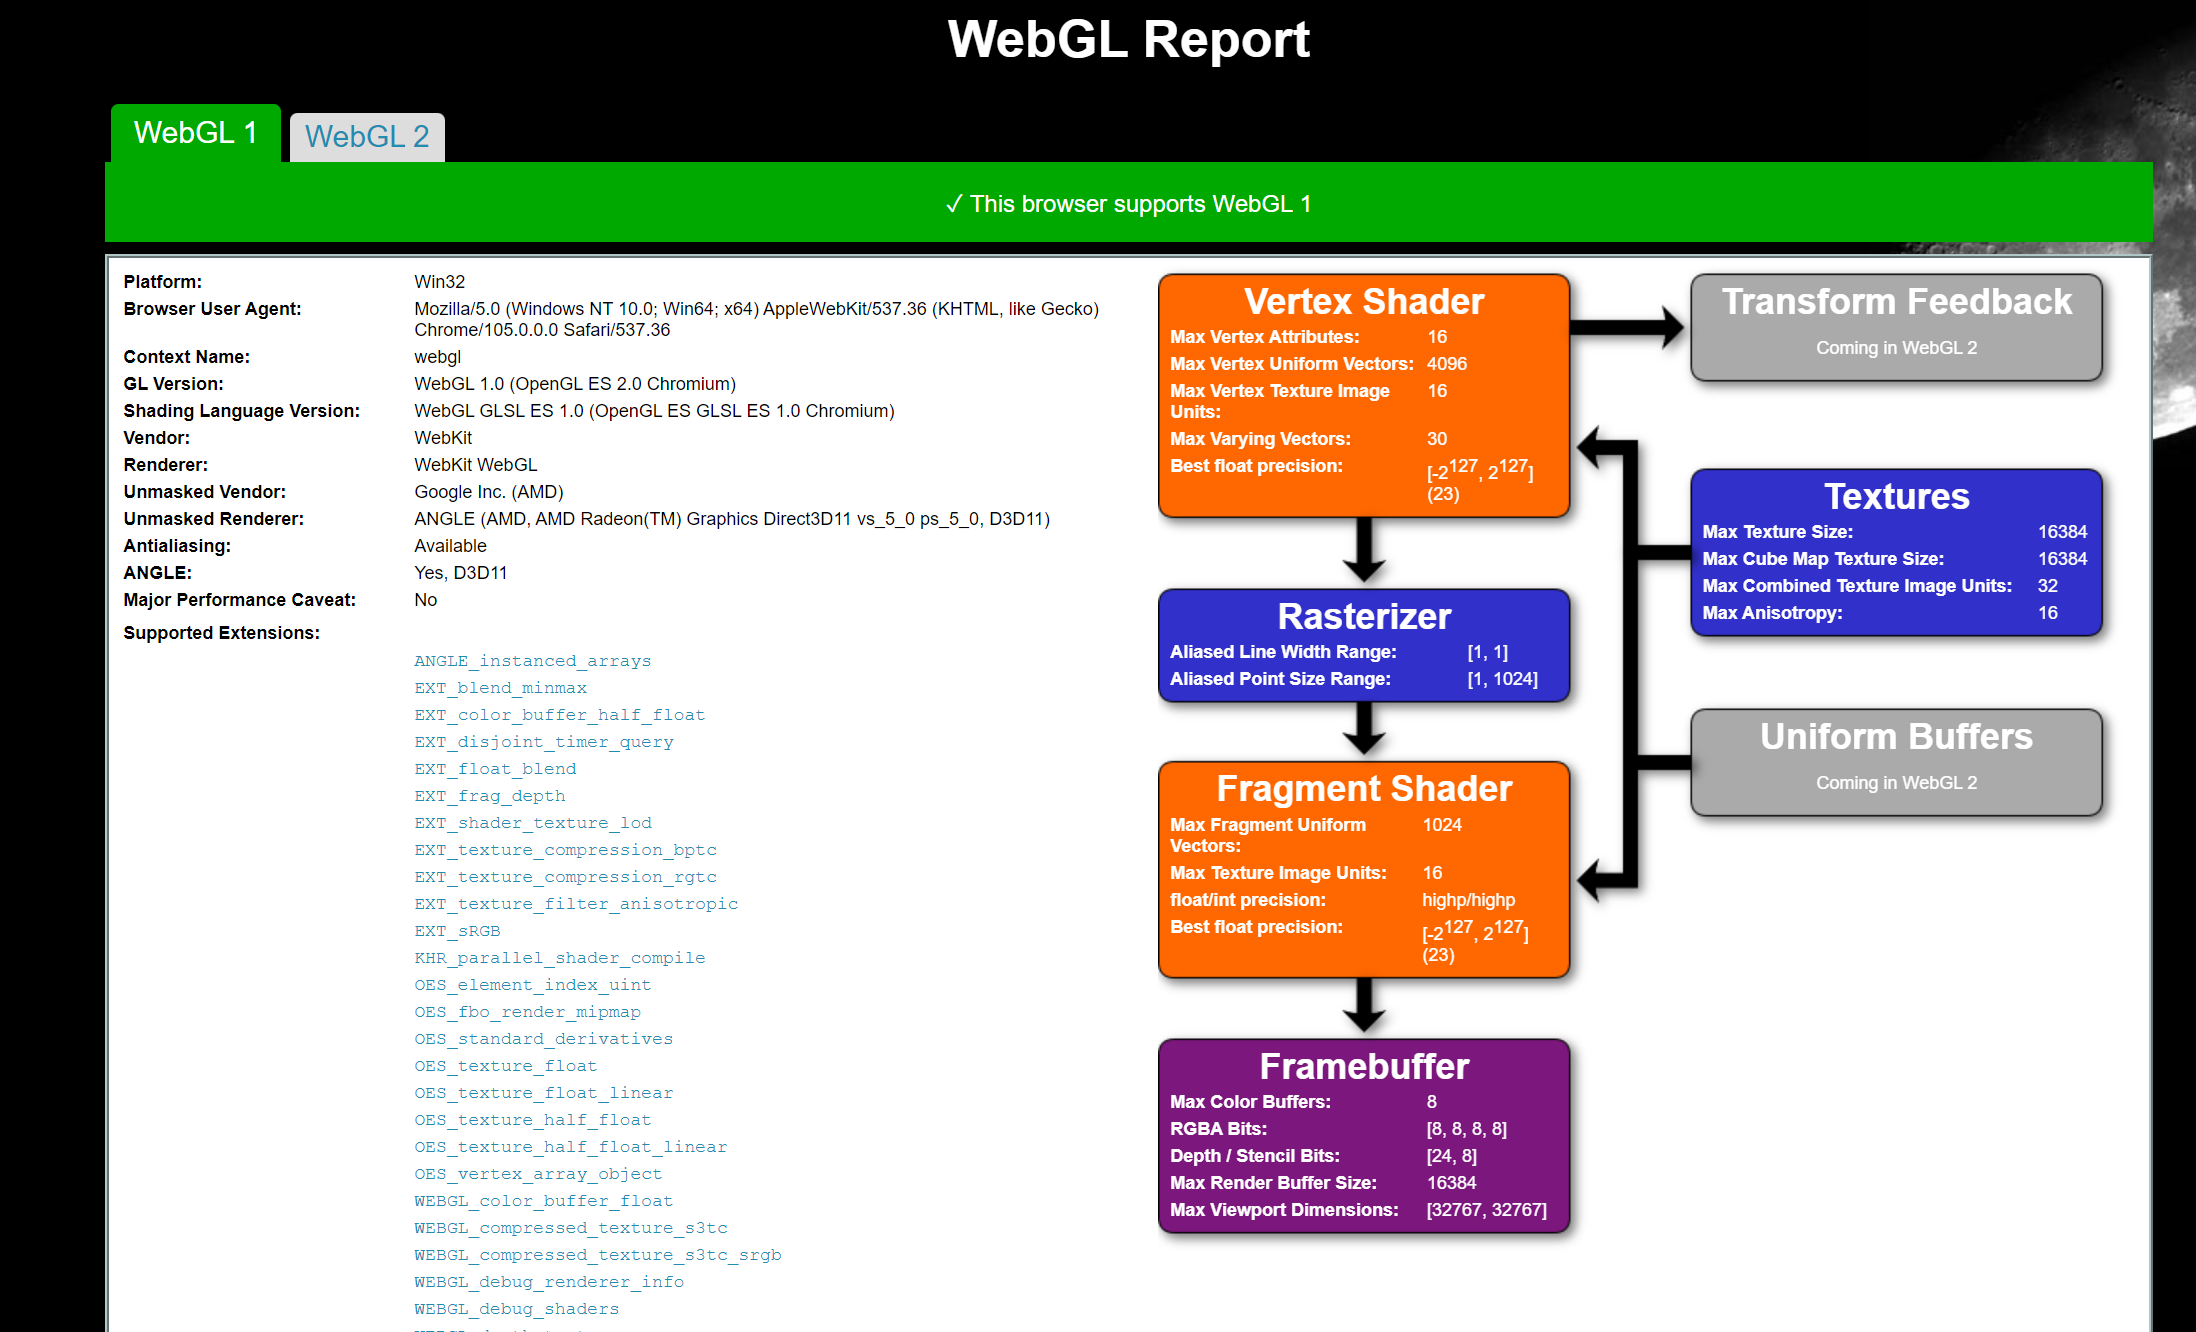 WebGL Report
WebGL 1
WebGL 2
✓ This browser supports WebGL 1
Platform: Win32
Browser User Agent: Mozilla/5.0 (Windows NT 10.0; Win64; x64) AppleWebKit/537.36 (KHTML, like Gecko)
Chrome/105.0.0.0 Safari/537.36
Context Name: webgl
GL Version: WebGL 1.0 (OpenGL ES 2.0 Chromium)
Shading Language Version: WebGL GLSL ES 1.0 (OpenGL ES GLSL ES 1.0 Chromium)
Vendor: WebKit
Renderer: WebKit WebGL
Unmasked Vendor: Google Inc. (AMD)
Unmasked Renderer: ANGLE (AMD, AMD Radeon(TM) Graphics Direct3D11 vs_5_0 ps_5_0, D3D11)
Antialiasing: Available
ANGLE: Yes, D3D11
Major Performance Caveat: No
Supported Extensions:
ANGLE_instanced_arrays
EXT_blend_minmax
EXT_color_buffer_half_float
EXT_disjoint_timer_query
EXT_float_blend
EXT_frag_depth
EXT_shader_texture_lod
EXT_texture_compression_bptc
EXT_texture_compression_rgtc
EXT_texture_filter_anisotropic
EXT_sRGB
KHR_parallel_shader_compile
OES_element_index_uint
OES_fbo_render_mipmap
OES_standard_derivatives
OES_texture_float
OES_texture_float_linear
OES_texture_half_float
OES_texture_half_float_linear
OES_vertex_array_object
WEBGL_color_buffer_float
WEBGL_compressed_texture_s3tc
WEBGL_compressed_texture_s3tc_srgb
WEBGL_debug_renderer_info
WEBGL_debug_shaders
Vertex Shader
Max Vertex Attributes: 16
Max Vertex Uniform Vectors: 4096
Max Vertex Texture Image 16
Units:
Max Varying Vectors: 30
Best float precision: [-2^127, 2^127]
(23)
Transform Feedback
Coming in WebGL 2
Textures
Max Texture Size: 16384
Max Cube Map Texture Size: 16384
Max Combined Texture Image Units: 32
Max Anisotropy: 16
Rasterizer
Aliased Line Width Range: [1, 1]
Aliased Point Size Range: [1, 1024]
Uniform Buffers
Coming in WebGL 2
Fragment Shader
Max Fragment Uniform 1024
Vectors:
Max Texture Image Units: 16
float/int precision: highp/highp
Best float precision: [-2^127, 2^127]
(23)
Framebuffer
Max Color Buffers: 8
RGBA Bits: [8, 8, 8, 8]
Depth / Stencil Bits: [24, 8]
Max Render Buffer Size: 16384
Max Viewport Dimensions: [32767, 32767]